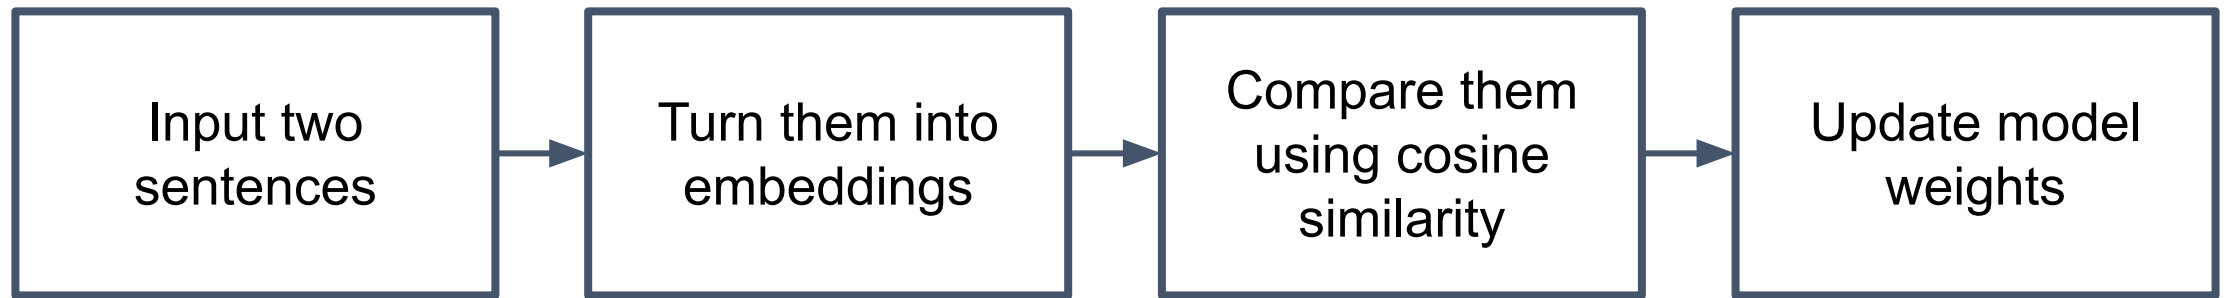 Input two
sentences
Turn them into
embeddings
Compare them
using cosine
similarity
Update model
weights